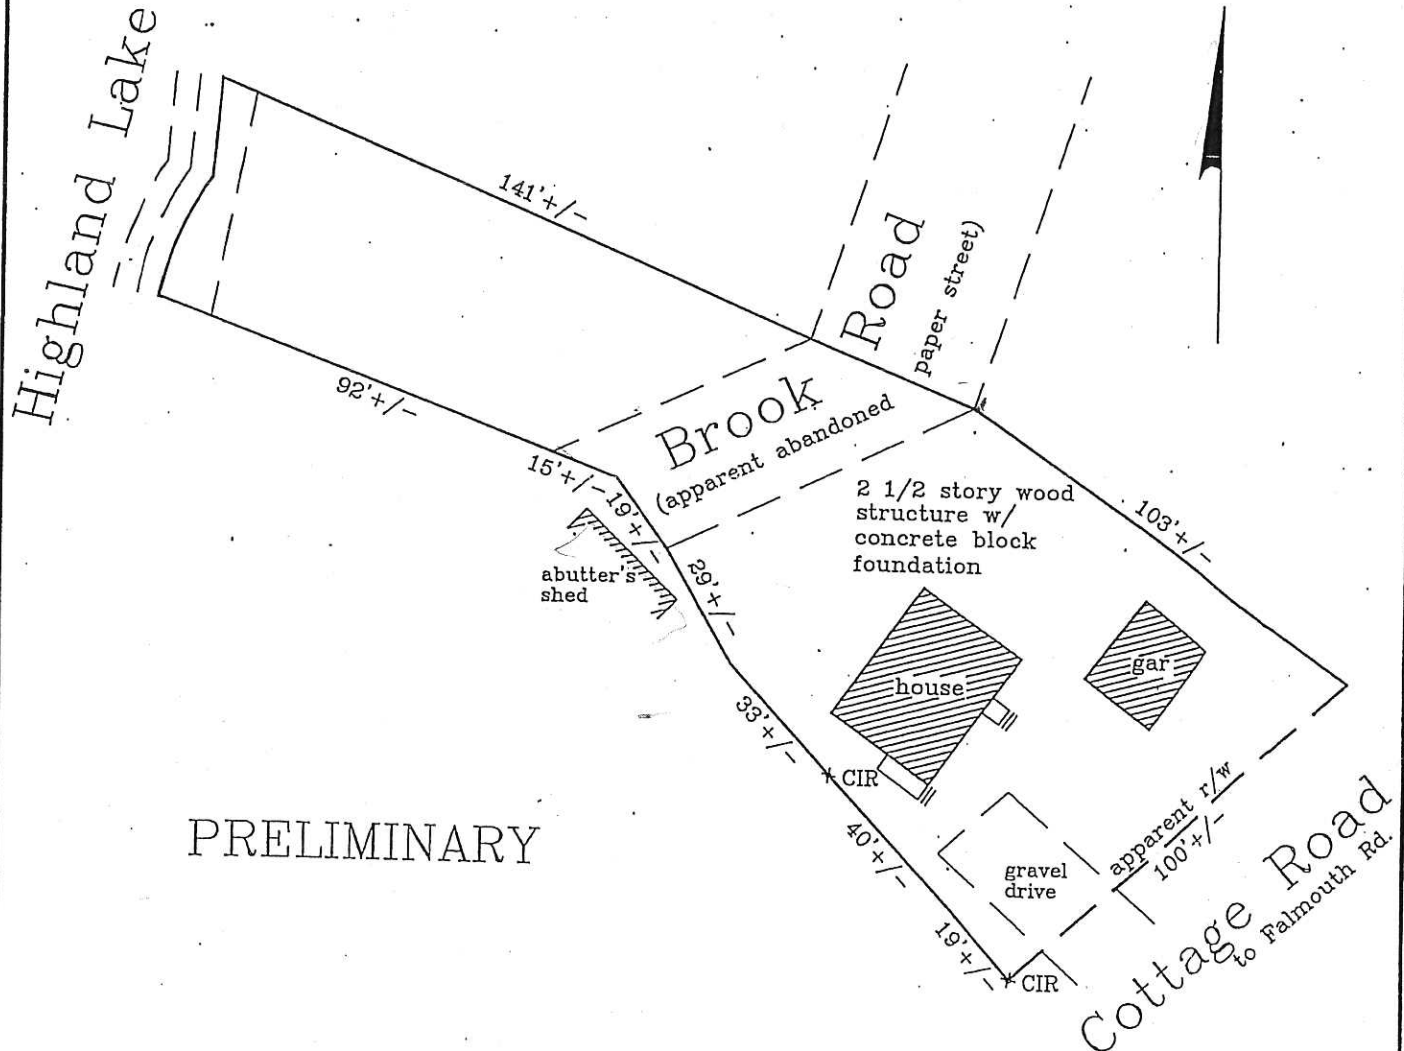 Highland Lake
141'+/-
Road
paper street)
92'+/-
Brook
(apparent abandoned
15'+/-
19'+/-
2 1/2 story wood
structure w/
concrete block
foundation
103'+/-
abutter's
shed
29'+/-
house
gar
33'+/-
CIR
PRELIMINARY
40'+/-
gravel
drive
apparent r/w
100'+/-
19'+/-
CIR
Cottage Road
to Falmouth Rd.